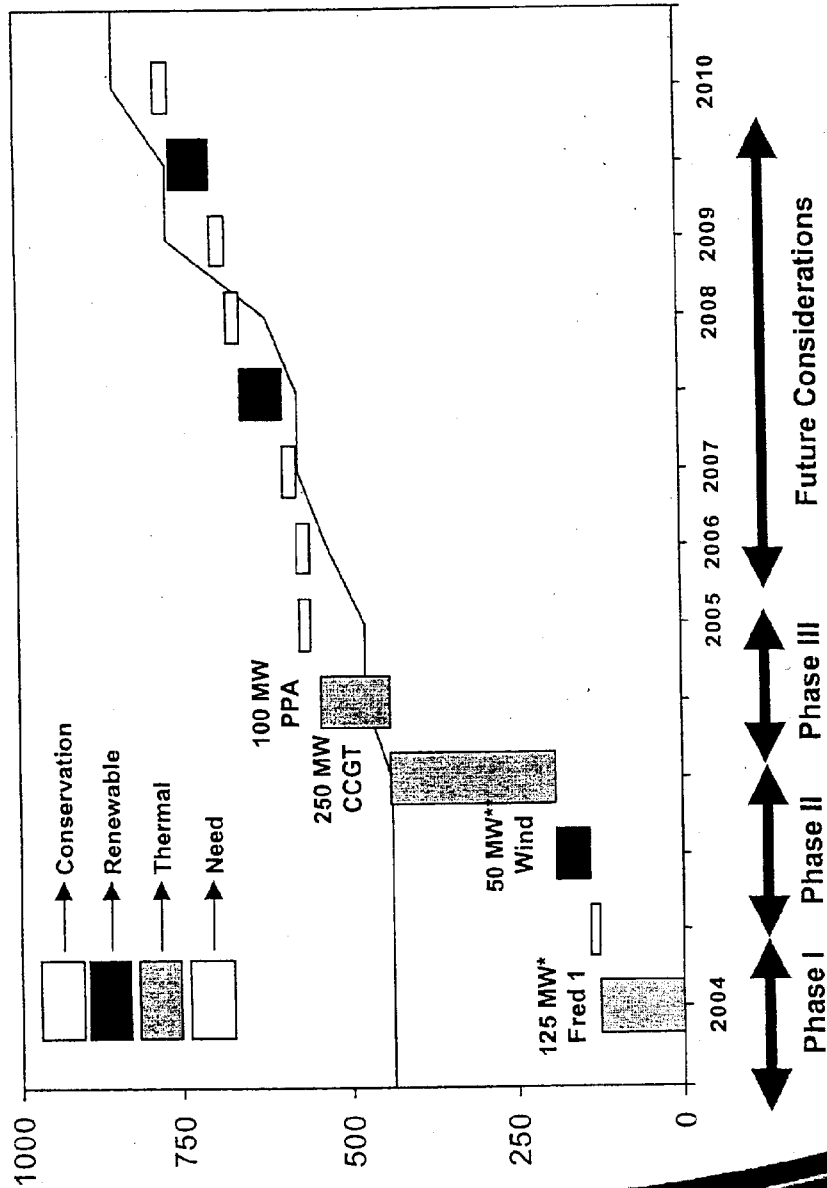 Conservation
Renewable
Thermal
Need
1000
750
500
250
0
125 MW*
Fred 1
50 MW**
Wind
250 MW
CCGT
100 MW
PPA
2004
2005
2006
2007
2008
2009
2010
Phase I
Phase II
Phase III
Future Considerations